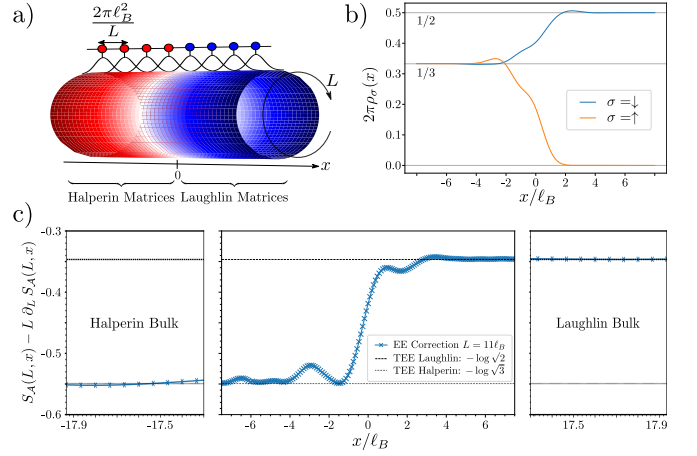 a)
2πℓ_B^2
L
L
x
0
Halperin Matrices
Laughlin Matrices
b)
2πρ_σ(x)
0.5
0.4
0.3
0.2
0.1
0.0
1/2
1/3
σ =↓
σ =↑
-6
-4
-2
0
2
4
6
x/ℓ_B
c)
S_A(L, x) − L ∂_L S_A(L, x)
-0.3
-0.4
-0.5
-0.6
Halperin Bulk
-17.9
-17.5
EE Correction L = 11ℓ_B
TEE Laughlin: − log √2
TEE Halperin: − log √3
-6
-4
-2
0
2
4
6
x/ℓ_B
Laughlin Bulk
17.5
17.9